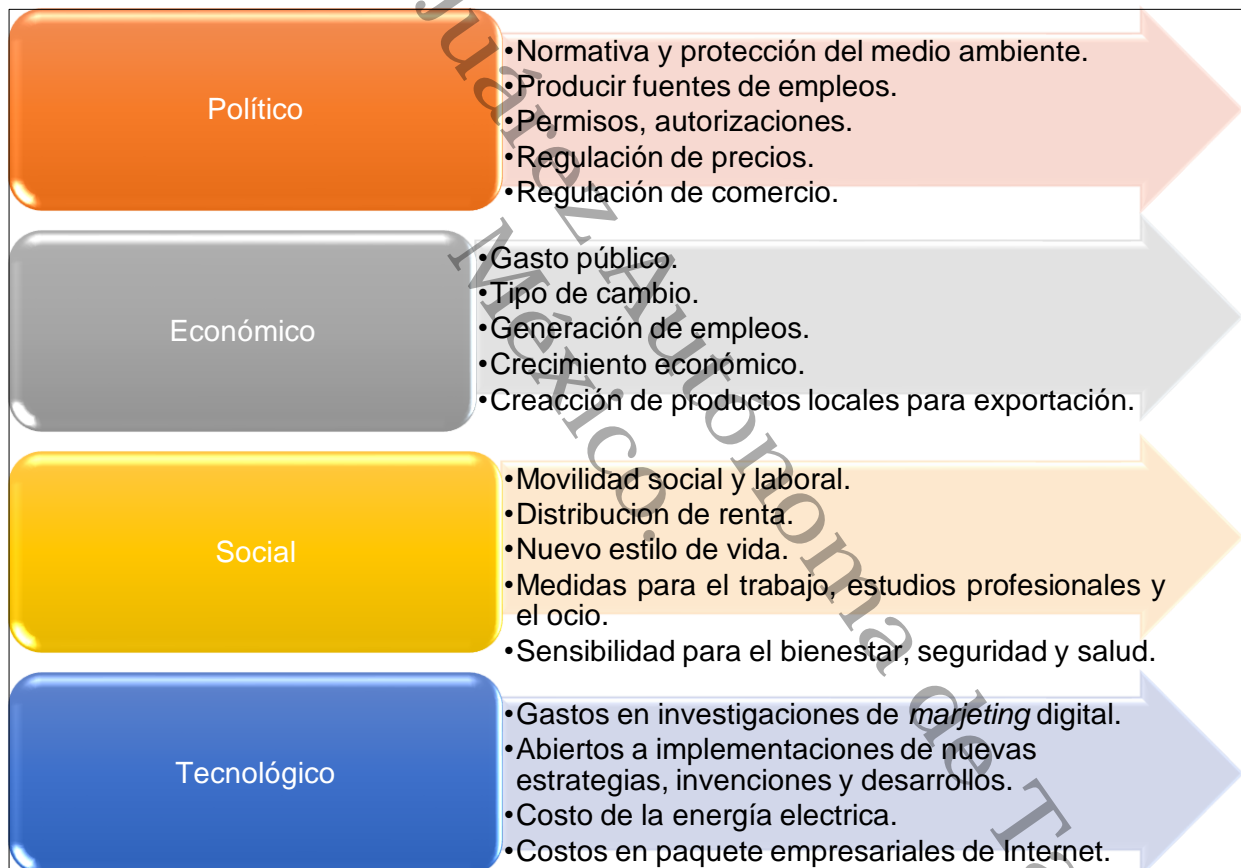 Político
•Normativa y protección del medio ambiente.
•Producir fuentes de empleos.
•Permisos, autorizaciones.
•Regulación de precios.
•Regulación de comercio.
Económico
•Gasto público.
•Tipo de cambio.
•Generación de empleos.
•Crecimiento económico.
•Creacción de productos locales para exportación.
Social
•Movilidad social y laboral.
•Distribucion de renta.
•Nuevo estilo de vida.
•Medidas para el trabajo, estudios profesionales y
el ocio.
•Sensibilidad para el bienestar, seguridad y salud.
Tecnológico
•Gastos en investigaciones de marjeting digital.
•Abiertos a implementaciones de nuevas
estrategias, invenciones y desarrollos.
•Costo de la energía electrica.
•Costos en paquete empresariales de Internet.
Juárez Autónoma de
México.